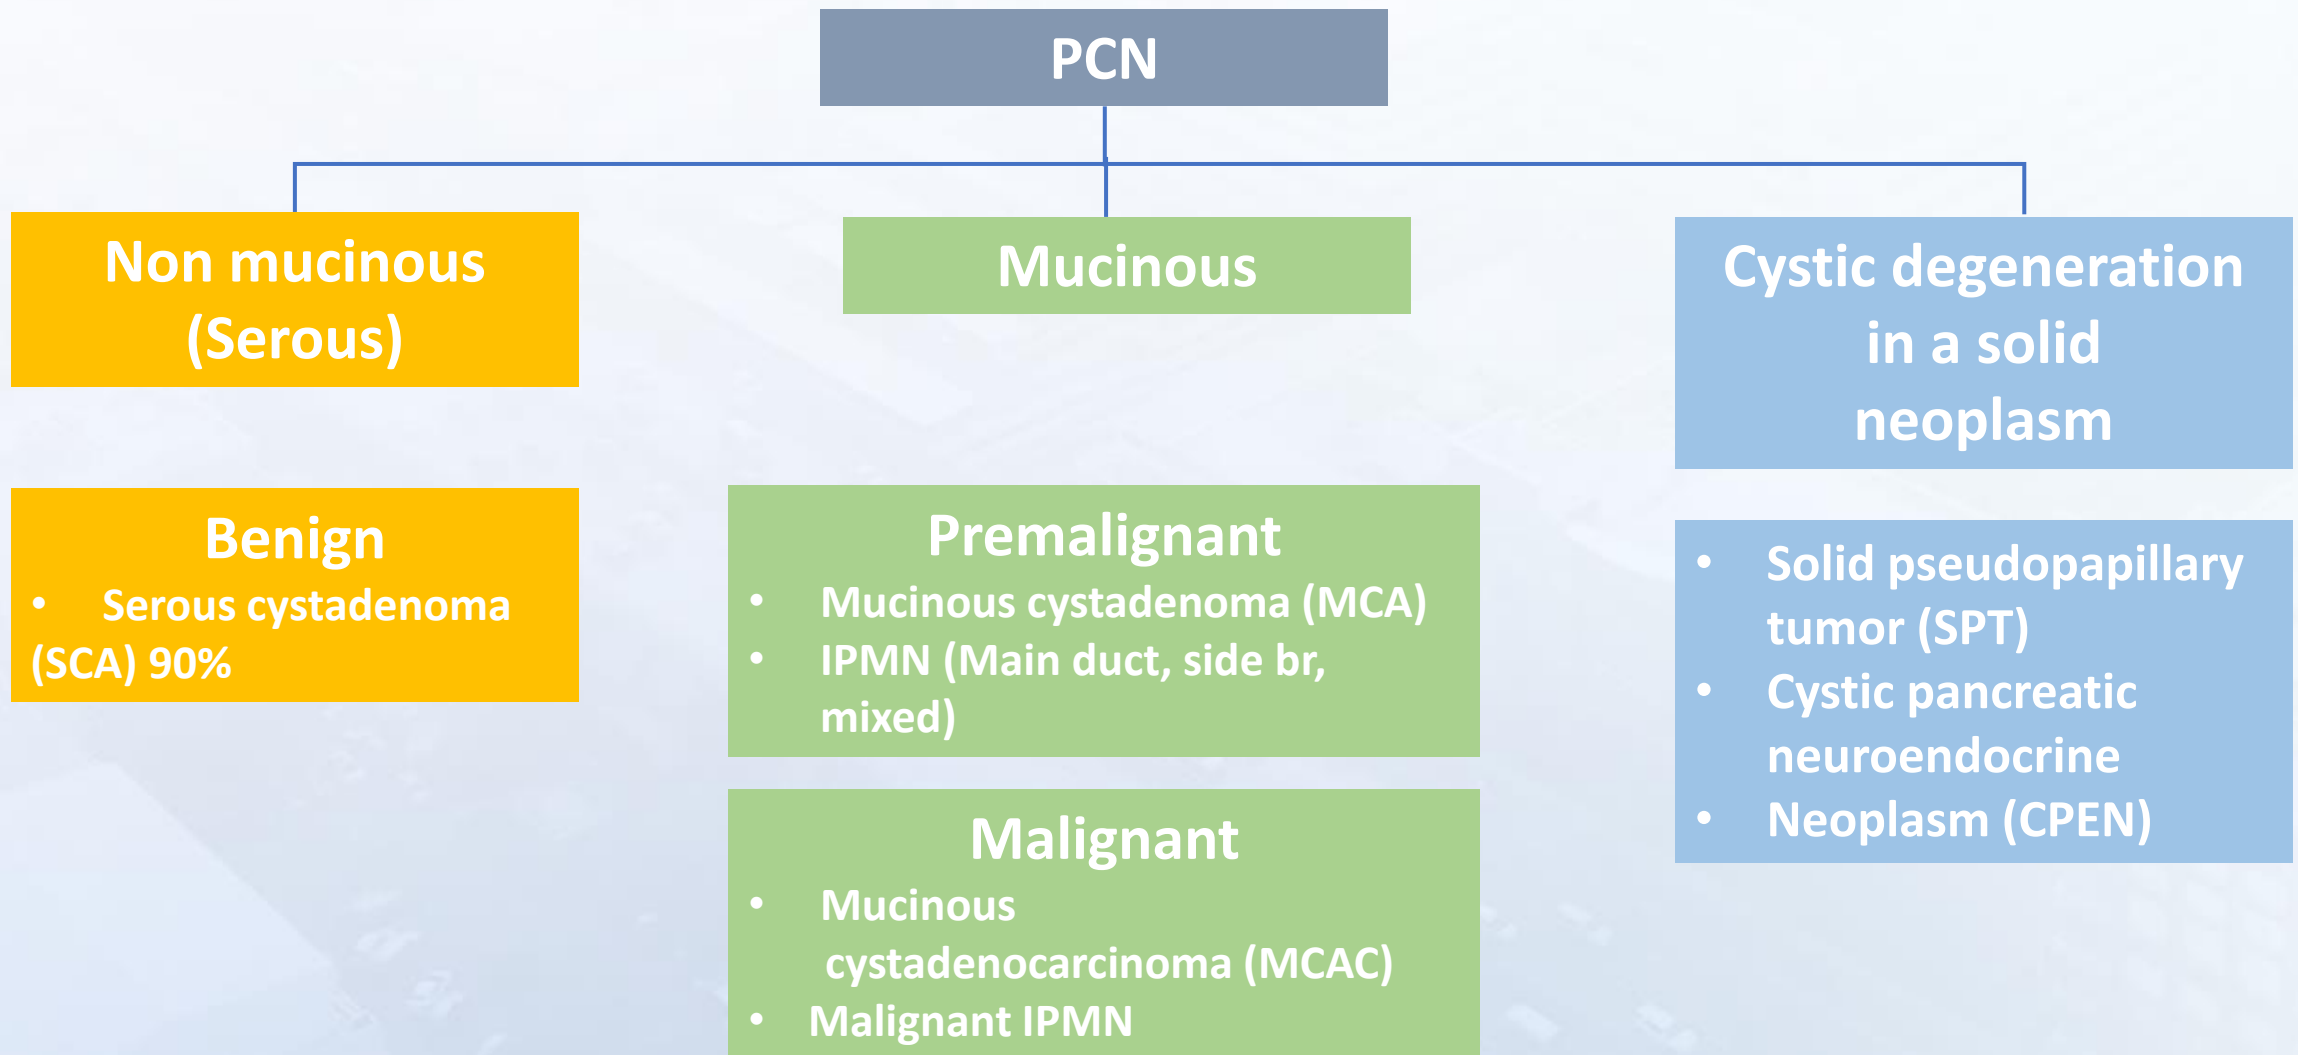 PCN
Non mucinous
(Serous)
Mucinous
Cystic degeneration
in a solid
neoplasm
Benign
• Serous cystadenoma
(SCA) 90%
Premalignant
• Mucinous cystadenoma (MCA)
• IPMN (Main duct, side br,
mixed)
Malignant
• Mucinous
cystadenocarcinoma (MCAC)
• Malignant IPMN
• Solid pseudopapillary
tumor (SPT)
• Cystic pancreatic
neuroendocrine
• Neoplasm (CPEN)